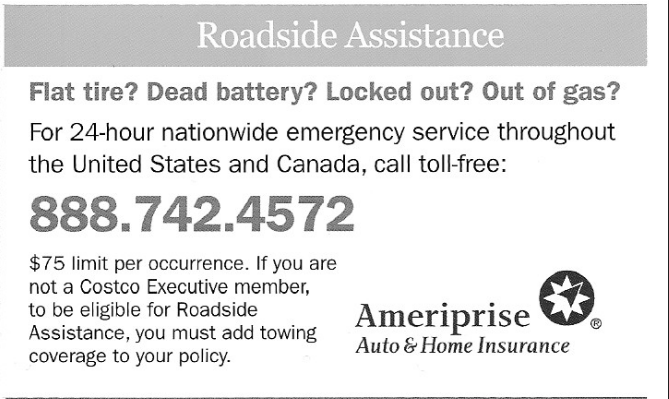 Roadside Assistance
Flat tire? Dead battery? Locked out? Out of gas?
For 24-hour nationwide emergency service throughout
the United States and Canada, call toll-free:
888.742.4572
$75 limit per occurrence. If you are
not a Costco Executive member,
to be eligible for Roadside
Assistance, you must add towing
coverage to your policy.
Ameriprise ®
Auto & Home Insurance